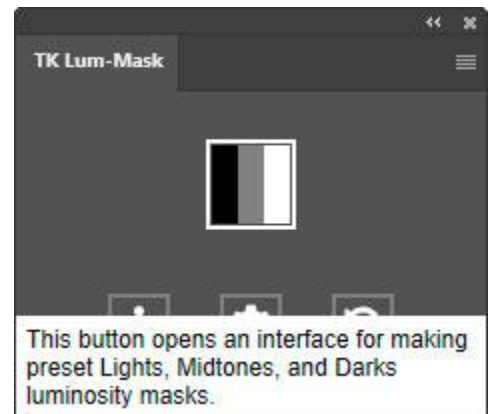 TK Lum-Mask
This button opens an interface for making
preset Lights, Midtones, and Darks
luminosity masks.